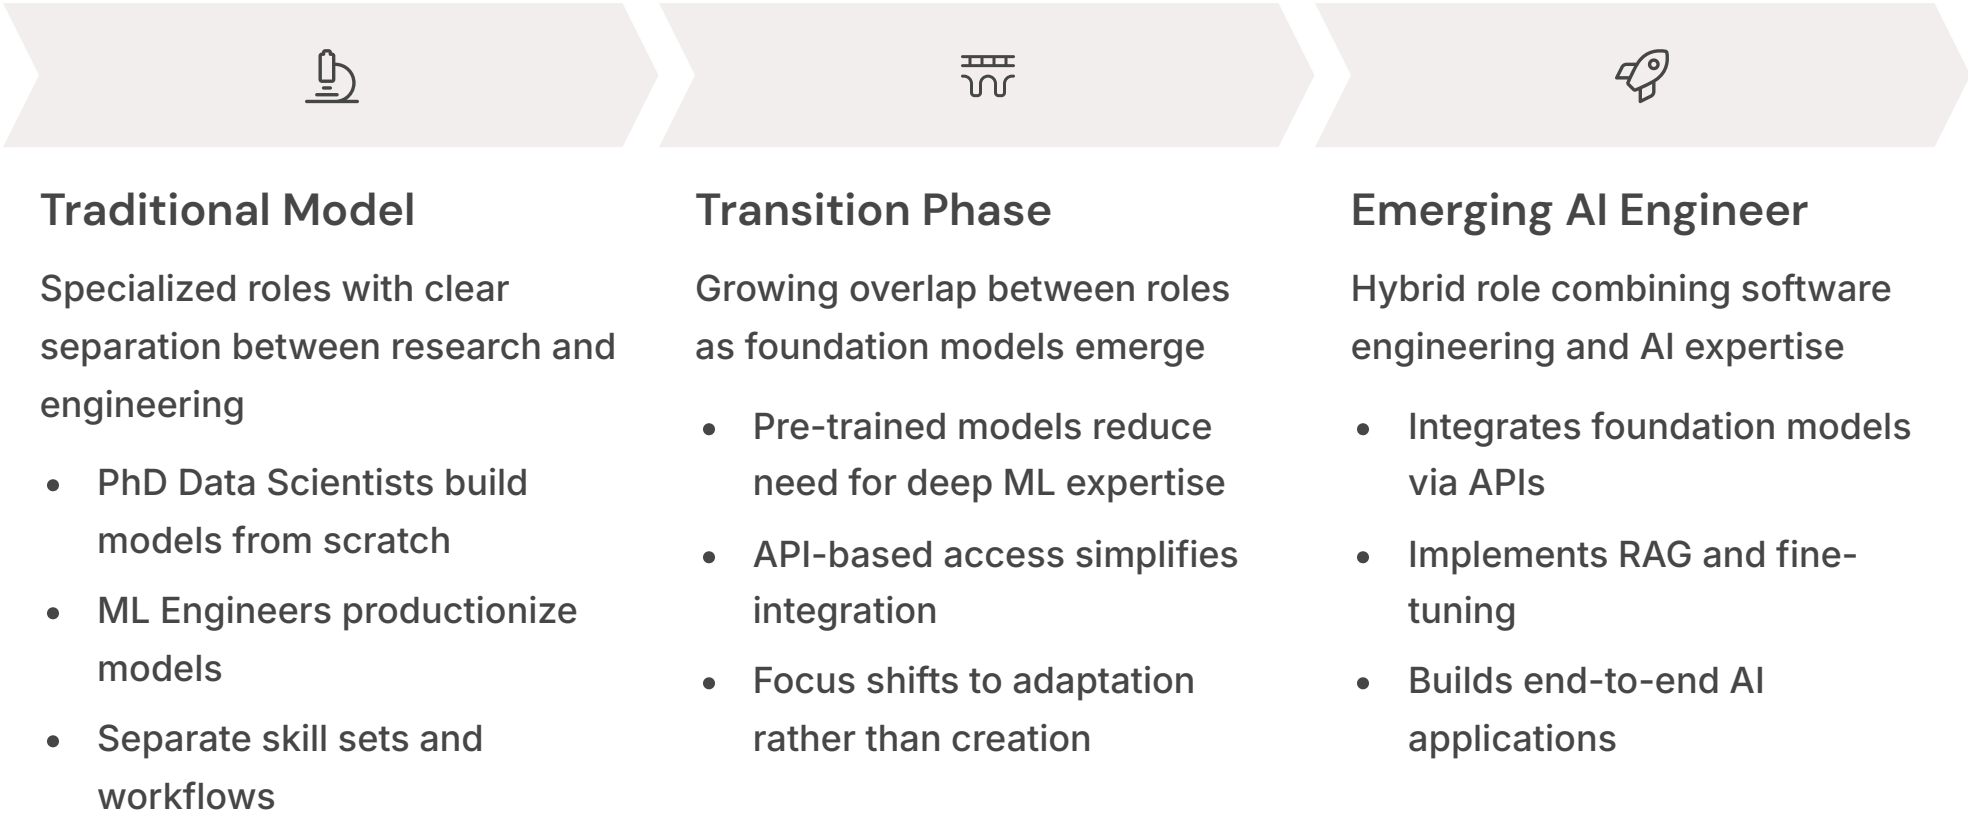 Traditional Model
Specialized roles with clear
separation between research and
engineering
• PhD Data Scientists build
models from scratch
• ML Engineers productionize
models
• Separate skill sets and
workflows
Transition Phase
Growing overlap between roles
as foundation models emerge
• Pre-trained models reduce
need for deep ML expertise
• API-based access simplifies
integration
• Focus shifts to adaptation
rather than creation
Emerging AI Engineer
Hybrid role combining software
engineering and AI expertise
• Integrates foundation models
via APIs
• Implements RAG and fine-
tuning
• Builds end-to-end AI
applications